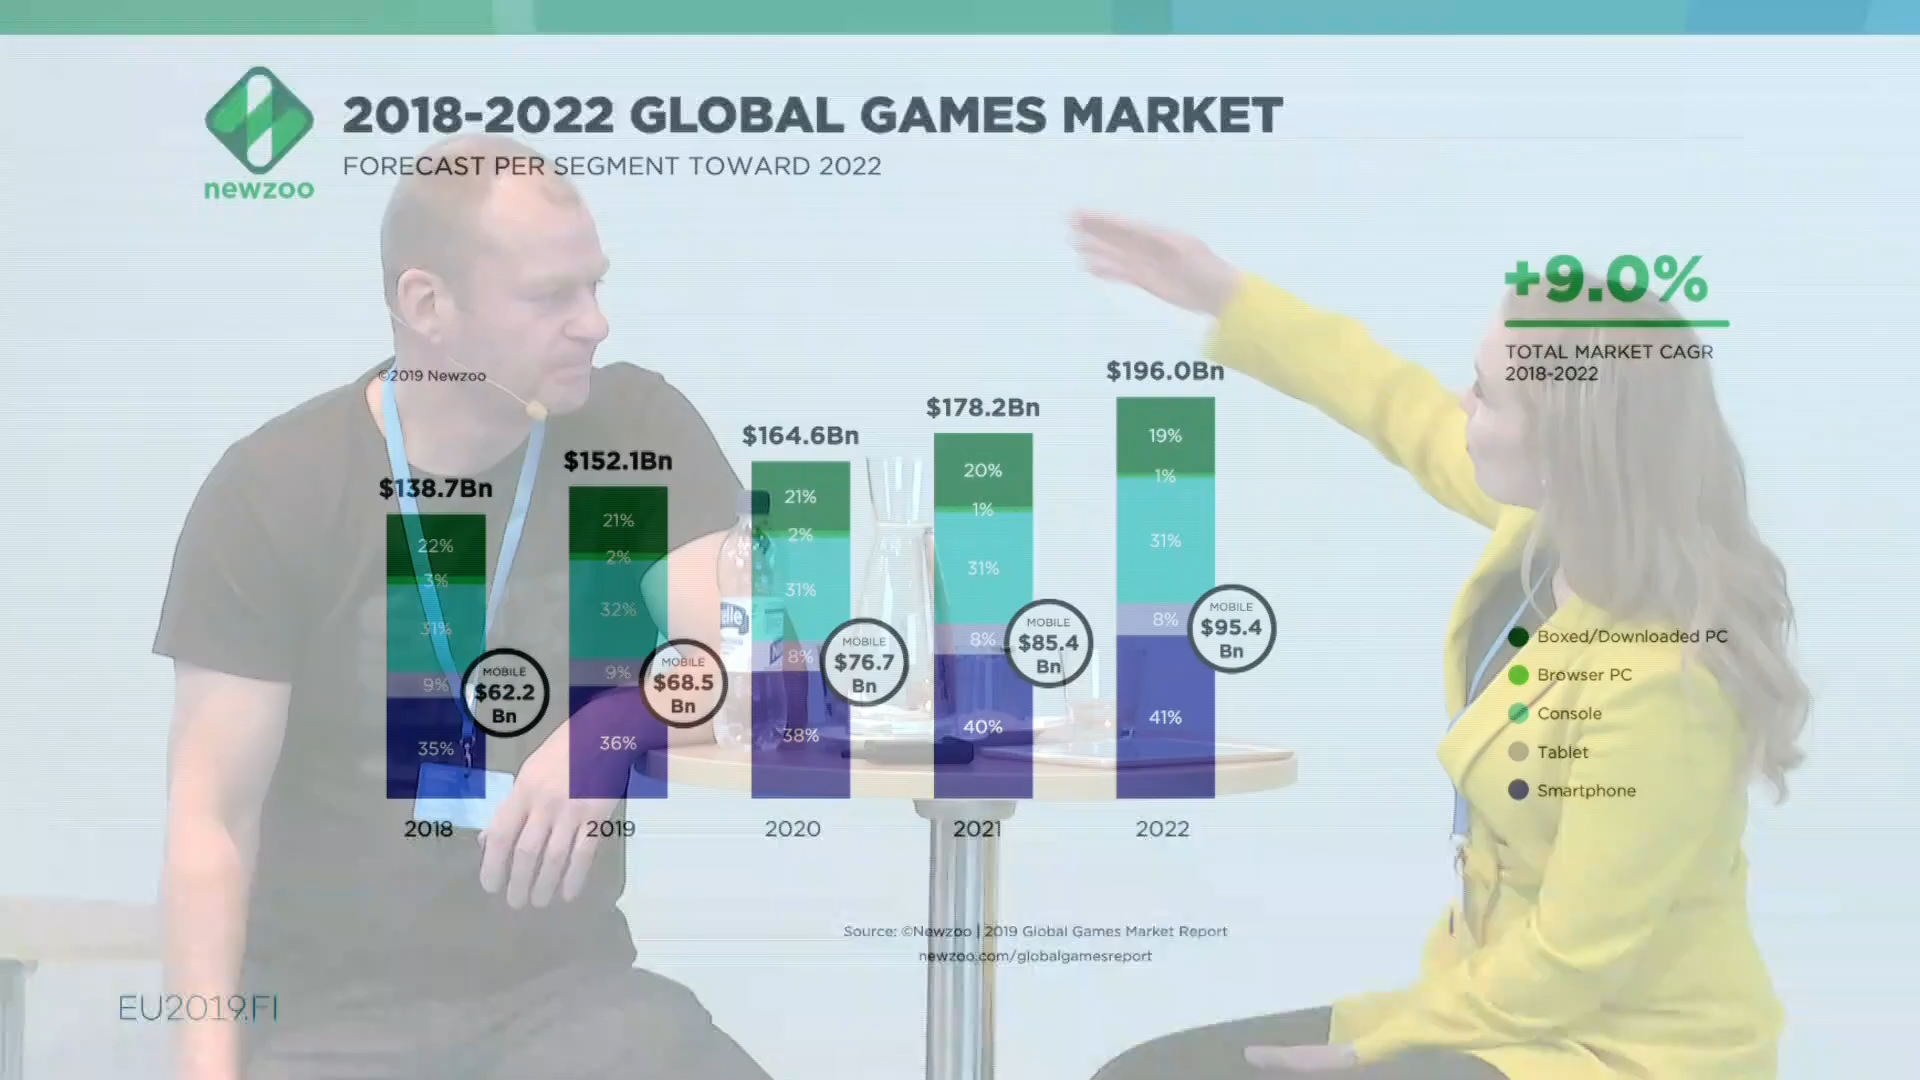 2018-2022 GLOBAL GAMES MARKET
FORECAST PER SEGMENT TOWARD 2022
newzoo
+9.0%
TOTAL MARKET CAGR
2018-2022
©2019 Newzoo
$138.7Bn
22%
3%
31%
9%
35%
MOBILE
$62.2
Bn
2018
$152.1Bn
21%
2%
32%
9%
36%
MOBILE
$68.5
Bn
2019
$164.6Bn
21%
2%
31%
8%
38%
MOBILE
$76.7
Bn
2020
$178.2Bn
20%
1%
31%
8%
40%
MOBILE
$85.4
Bn
2021
$196.0Bn
19%
1%
31%
8%
41%
MOBILE
$95.4
Bn
2022
Boxed/Downloaded PC
Browser PC
Console
Tablet
Smartphone
Source: ©Newzoo | 2019 Global Games Market Report
newzoo.com/globalgamesreport
EU2019.FI